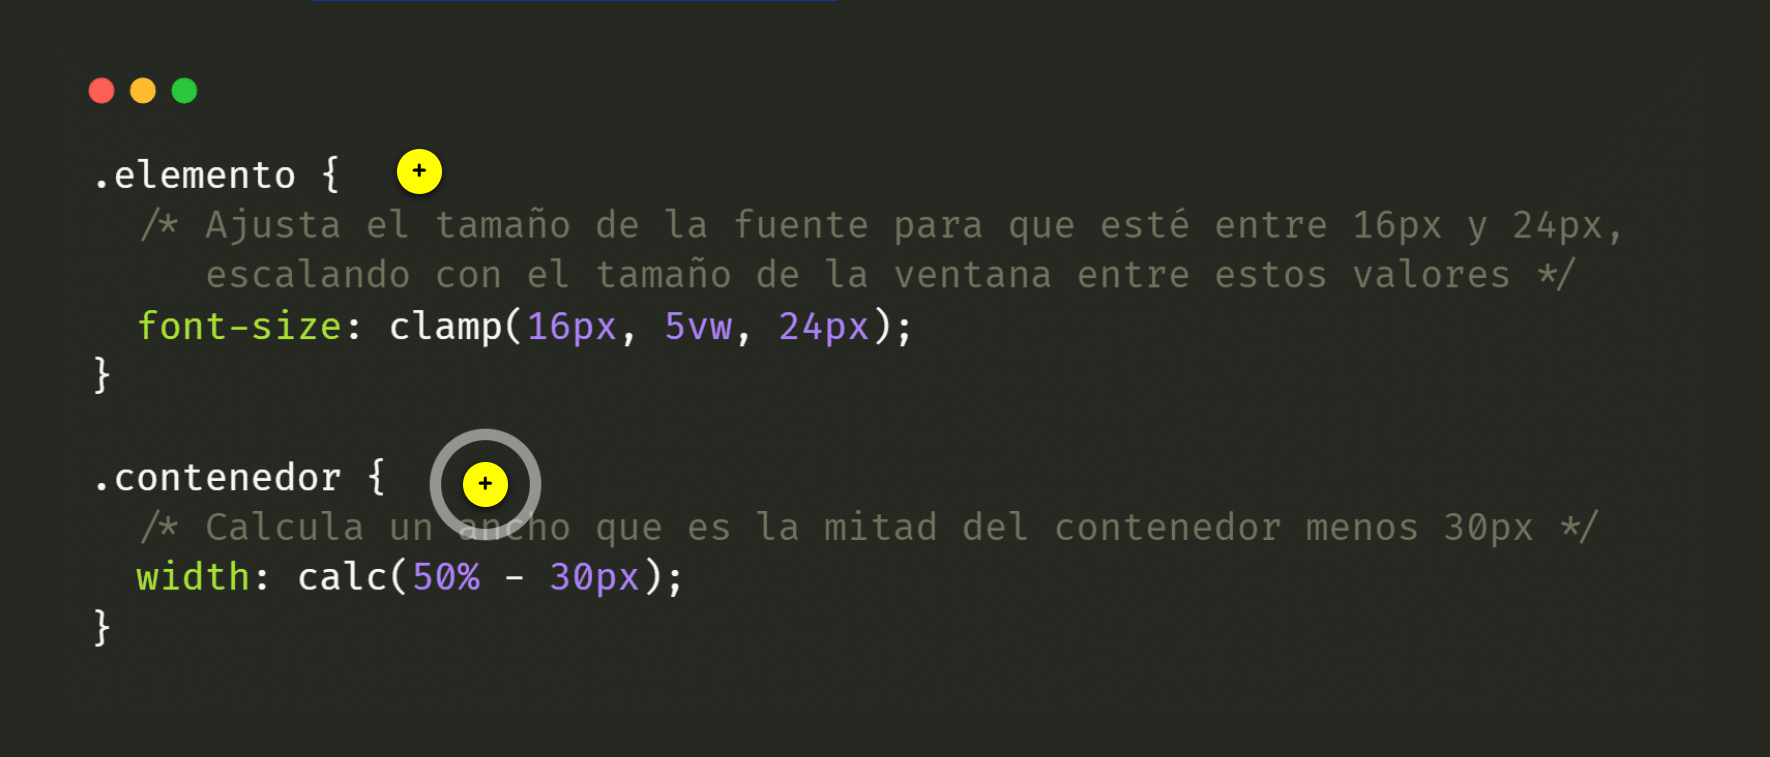 .elemento { +
/* Ajusta el tamaño de la fuente para que esté entre 16px y 24px,
escalando con el tamaño de la ventana entre estos valores */
font-size: clamp(16px, 5vw, 24px);
}
.contenedor { +
/* Calcula un ancho que es la mitad del contenedor menos 30px */
width: calc(50% - 30px);
}